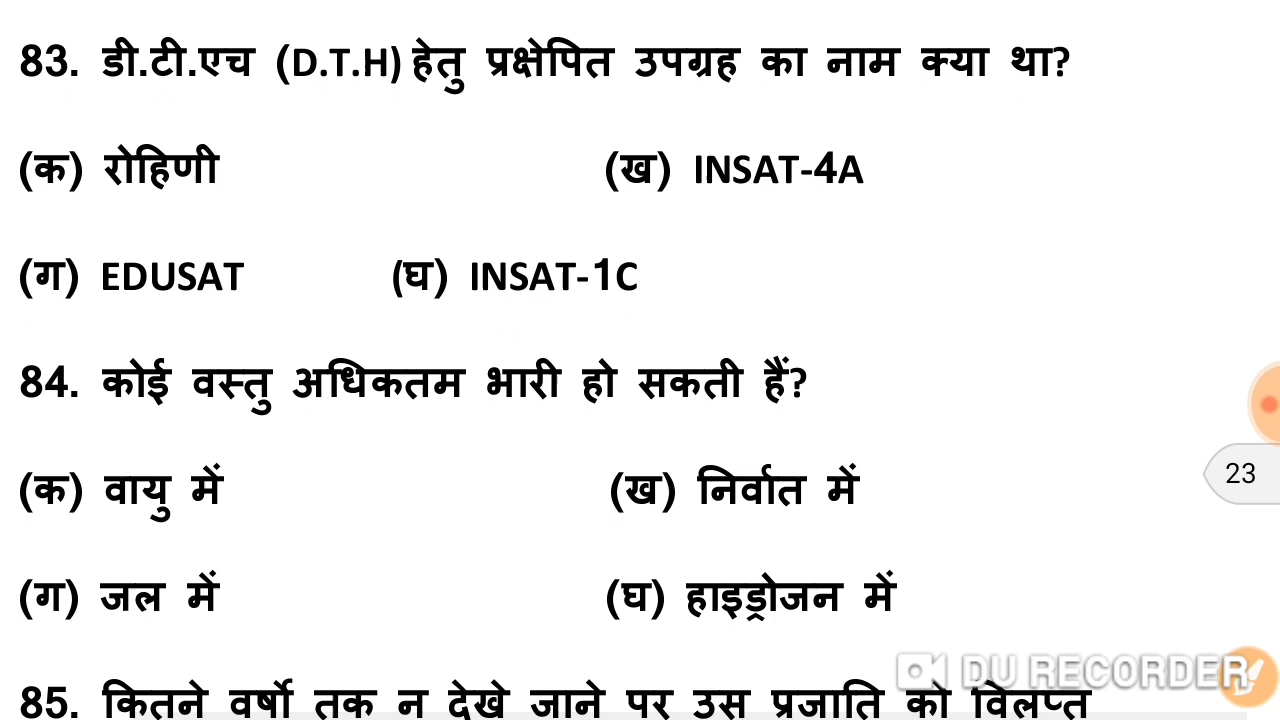 83. डी.टी.एच (D.T.H) हेतु प्रक्षेपित उपग्रह का नाम क्या था?
(क) रोहिणी (ख) INSAT-4A
(ग) EDUSAT (घ) INSAT-1C
84. कोई वस्तु अधिकतम भारी हो सकती हैं?
(क) वायु में (ख) निर्वात में
23
(ग) जल में (घ) हाइड्रोजन में
DU RECORDER
85. कितने वर्षो तक न देखे जाने पर उस प्रजाति को विलुप्त